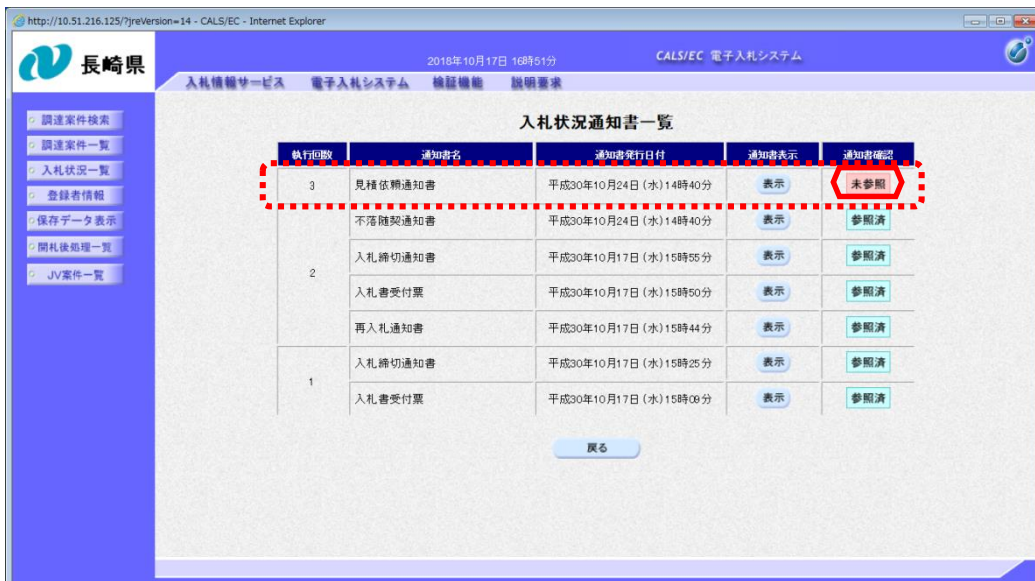 http://10.51.216.125/?jreVersion=14 - CALS/EC - Internet Explorer
長崎県
2018年10月17日 16時51分
CALS/EC 電子入札システム
入札情報サービス 電子入札システム 検証機能 説明要求
調達案件検索
調達案件一覧
入札状況一覧
登録者情報
保存データ表示
開札後処理一覧
JV案件一覧
入札状況通知書一覧
執行回数 通知書名 通知書発行日付 通知書表示 通知書確認
3 見積依頼通知書 平成30年10月24日(水)14時40分 表示 未参照
2
不落随契通知書 平成30年10月24日(水)14時40分 表示 参照済
入札締切通知書 平成30年10月17日(水)15時55分 表示 参照済
入札書受付票 平成30年10月17日(水)15時50分 表示 参照済
再入札通知書 平成30年10月17日(水)15時44分 表示 参照済
1
入札締切通知書 平成30年10月17日(水)15時25分 表示 参照済
入札書受付票 平成30年10月17日(水)15時09分 表示 参照済
戻る